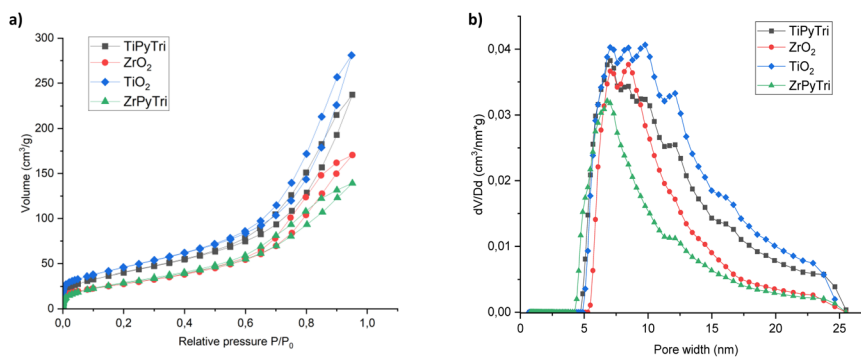 a)
300
250
200
150
100
50
0
0,0
0,2
0,4
0,6
0,8
1,0
Volume (cm³/g)
Relative pressure P/P₀
TiPyTri
ZrO₂
TiO₂
ZrPyTri
b)
0,04
0,03
0,02
0,01
0,00
0
5
10
15
20
25
dV/Dd (cm³/nm*g)
Pore width (nm)
TiPyTri
ZrO₂
TiO₂
ZrPyTri